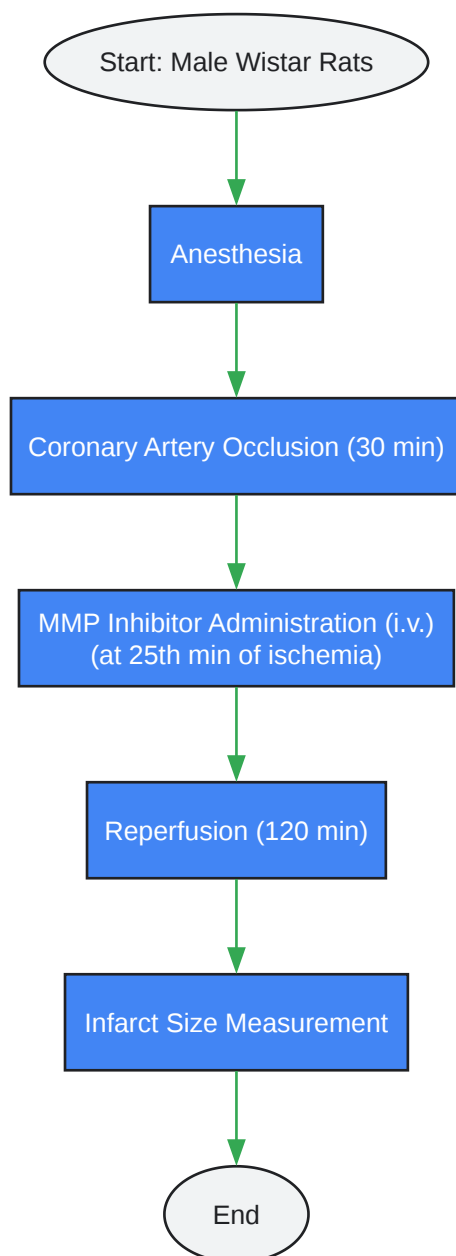 Start: Male Wistar Rats
Anesthesia
Coronary Artery Occlusion (30 min)
MMP Inhibitor Administration (i.v.)
(at 25th min of ischemia)
Reperfusion (120 min)
Infarct Size Measurement
End